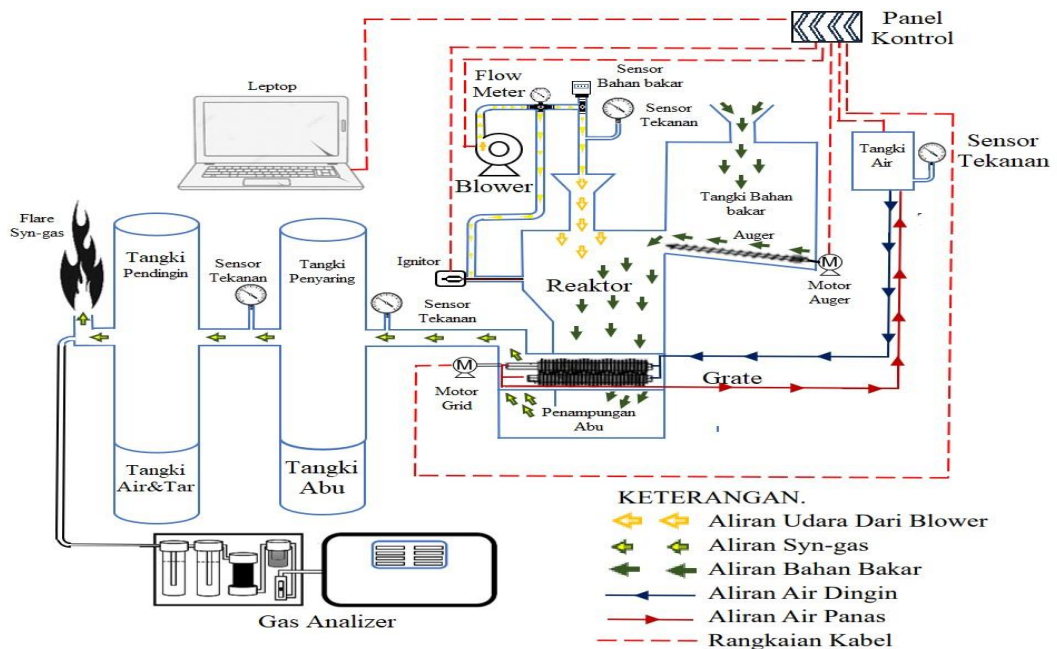 Panel
Kontrol
Leptop
Flow
Meter
Sensor
Bahan bakar
Sensor
Tekanan
Blower
Tangki Bahan
bakar
Auger
Tangki
Air
Sensor
Tekanan
M
Motor
Auger
Flare
Syn-gas
Tangki
Pendingin
Sensor
Tekanan
Tangki
Penyaring
Ignitor
Sensor
Tekanan
Reaktor
M
Motor
Grid
Grate
Penampungan
Abu
Tangki
Air&Tar
Tangki
Abu
Gas Analizer
KETERANGAN.
Aliran Udara Dari Blower
Aliran Syn-gas
Aliran Bahan Bakar
Aliran Air Dingin
Aliran Air Panas
Rangkaian Kabel